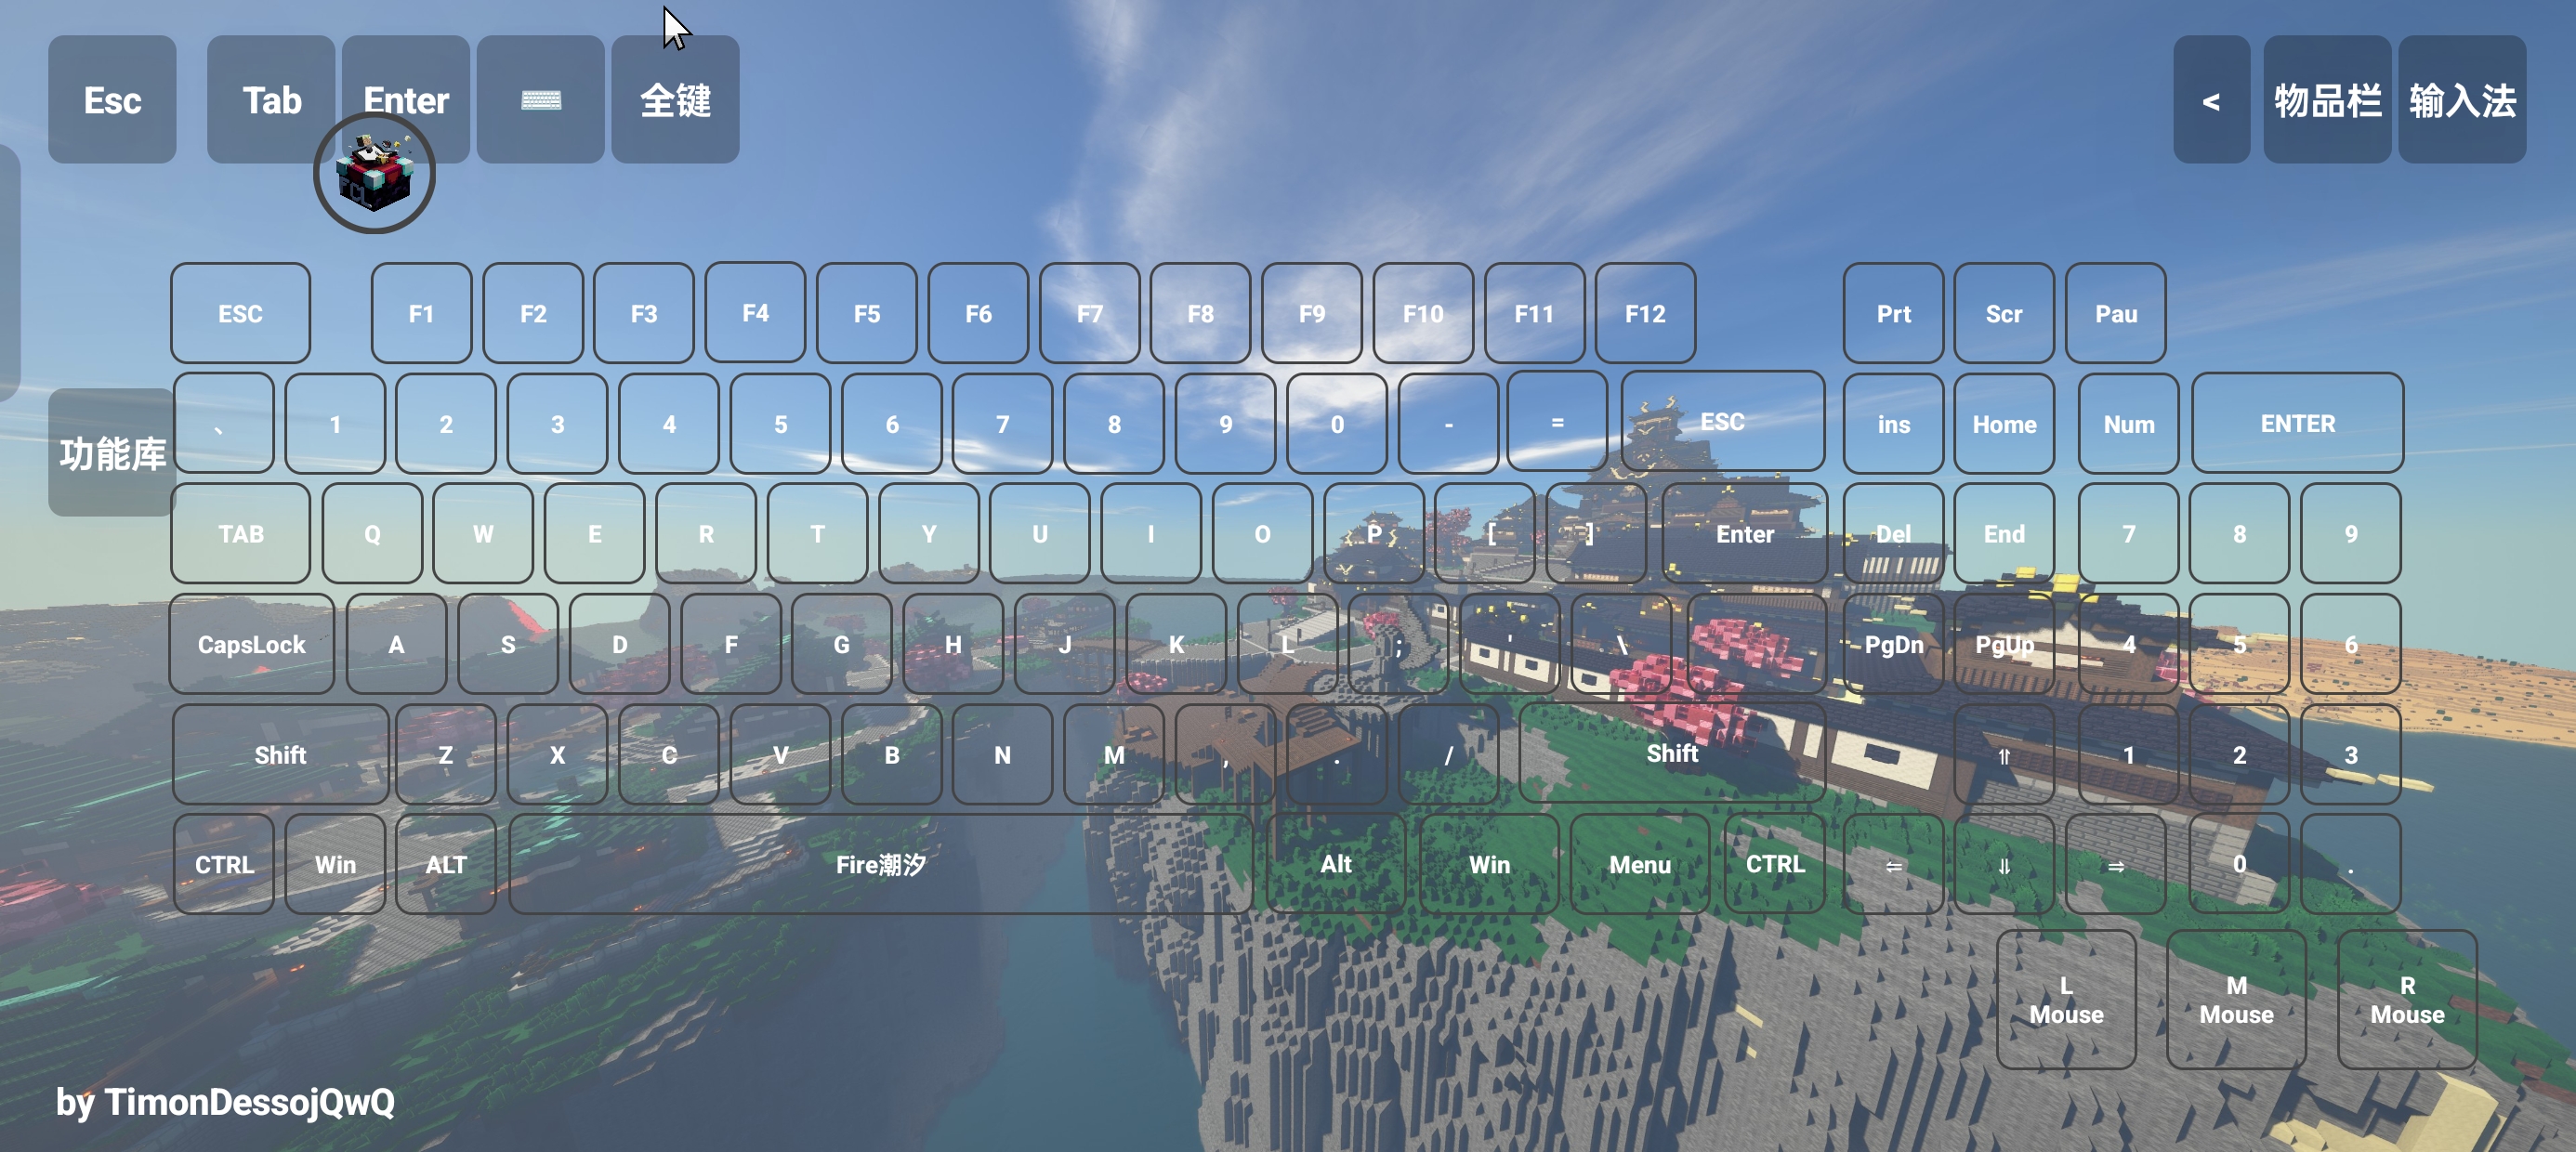 Esc Tab Enter ⌨ 全键 < 物品栏 输入法
FCL
ESC F1 F2 F3 F4 F5 F6 F7 F8 F9 F10 F11 F12 Prt Scr Pau
、 1 2 3 4 5 6 7 8 9 0 - = ESC ins Home Num ENTER
功能库
TAB Q W E R T Y U I O P [ ] Enter Del End 7 8 9
CapsLock A S D F G H J K L ; ' \ PgDn PgUp 4 5 6
Shift Z X C V B N M , . / Shift ⇑ 1 2 3
CTRL Win ALT Fire潮汐 Alt Win Menu CTRL ⇐ ⇓ ⇒ 0 .
L Mouse M Mouse R Mouse
by TimonDessojQwQ